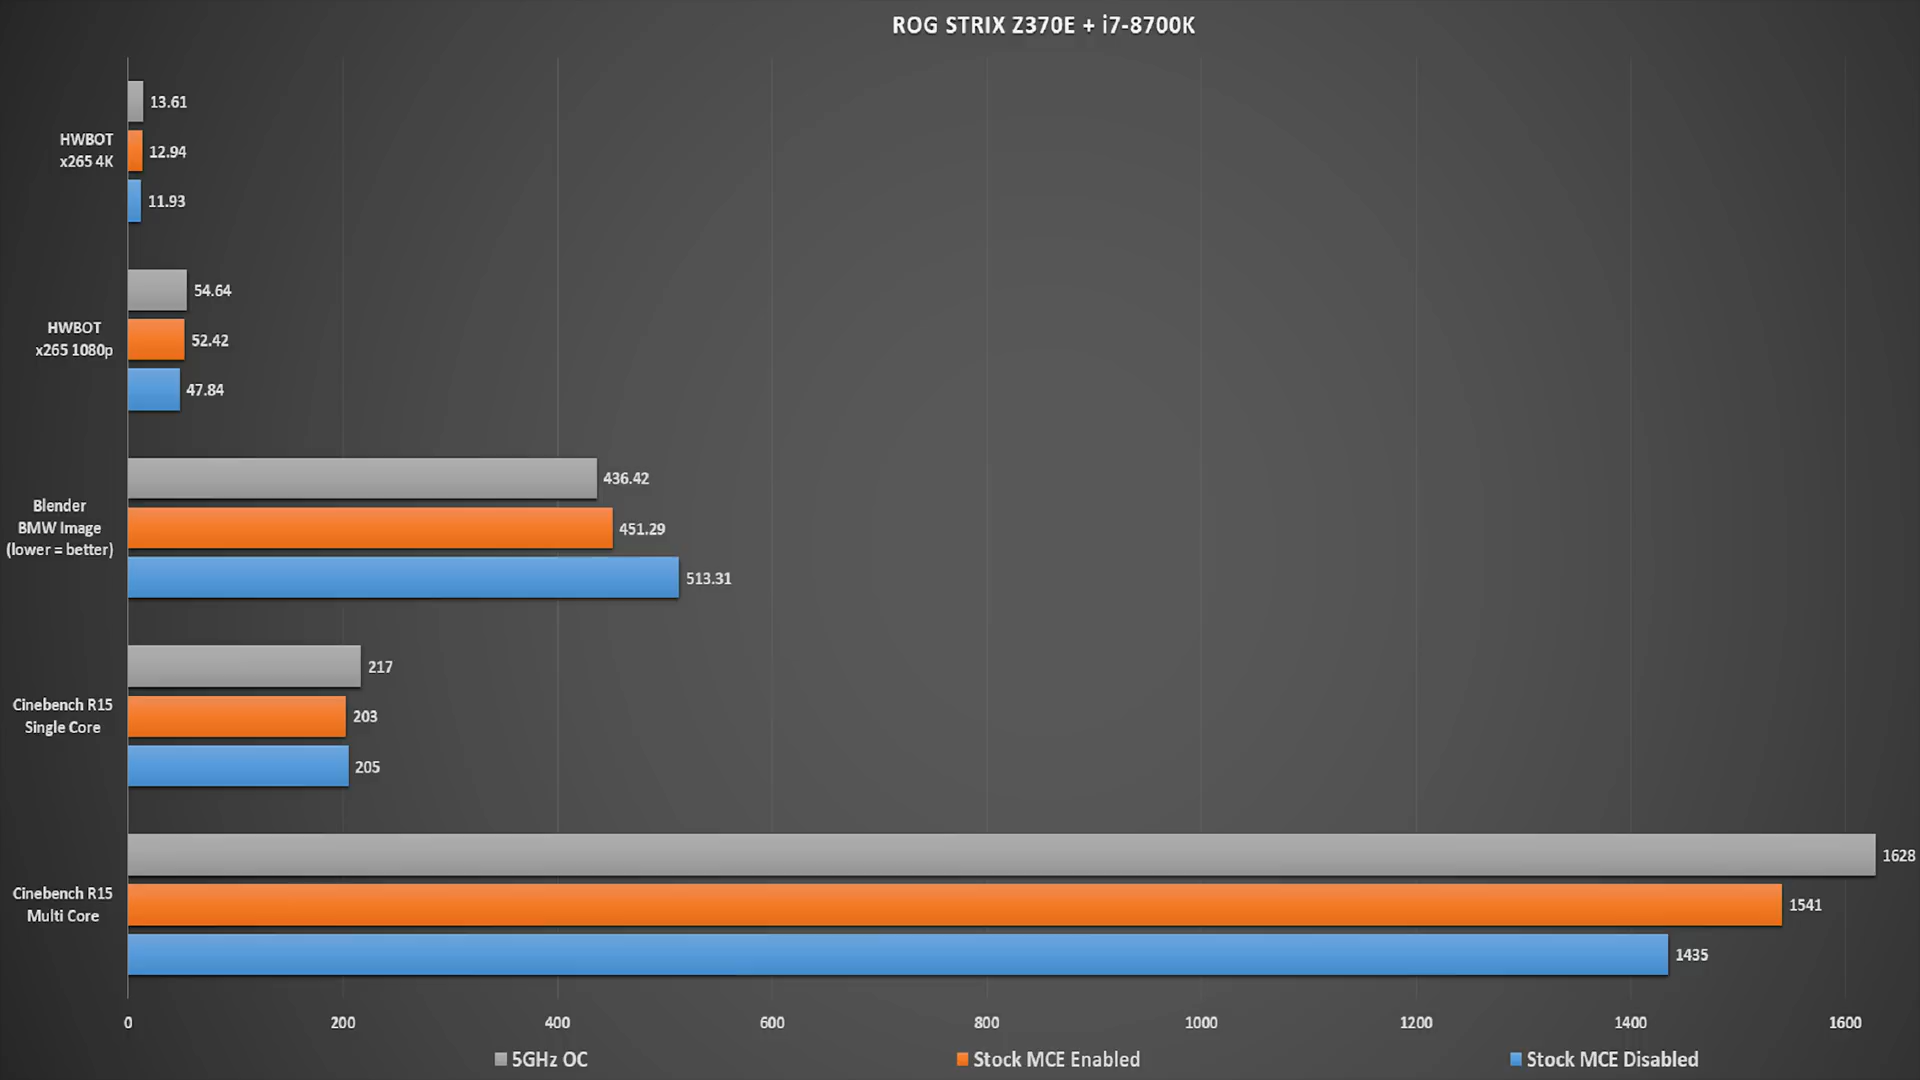 ROG STRIX Z370E + i7-8700K
HWBOT
x265 4K
13.61
12.94
11.93
HWBOT
x265 1080p
54.64
52.42
47.84
Blender
BMW Image
(lower = better)
436.42
451.29
513.31
Cinebench R15
Single Core
217
203
205
Cinebench R15
Multi Core
1628
1541
1435
0 200 400 600 800 1000 1200 1400 1600
5GHz OC Stock MCE Enabled Stock MCE Disabled